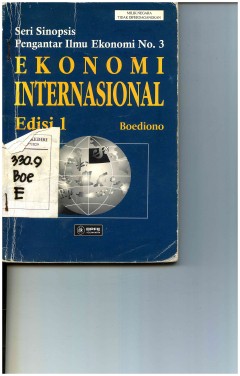 MILIK NEGARA
TIDAK DIPERDAGANGKAN
Seri Sinopsis
Pengantar Ilmu Ekonomi No. 3
EKONOMI
INTERNASIONAL
Edisi 1
Boediono
330.9
Boe
E
BPFE